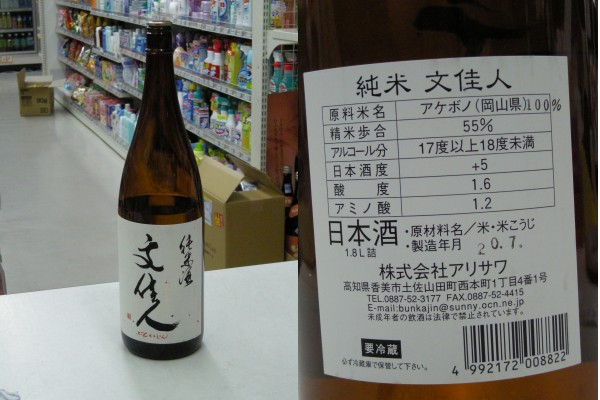 純米酒
文佳人
純米 文佳人
原料米名 アケボノ(岡山県)100%
精米歩合 55%
アルコール分 17度以上18度未満
日本酒度 +5
酸度 1.6
アミノ酸 1.2
日本酒 ・原材料名/米・米こうじ
1.8L詰 ・製造年月 20.7.
株式会社アリサワ
高知県香美市土佐山田町西本町1丁目4番1号
TEL.0887-52-3177 FAX.0887-52-4415
E-mail:bunkajin@sunny.ocn.ne.jp
未成年者の飲酒は法律で禁止されています。
要冷蔵
必ず冷蔵庫で保管して下さい。
4 992172 008822